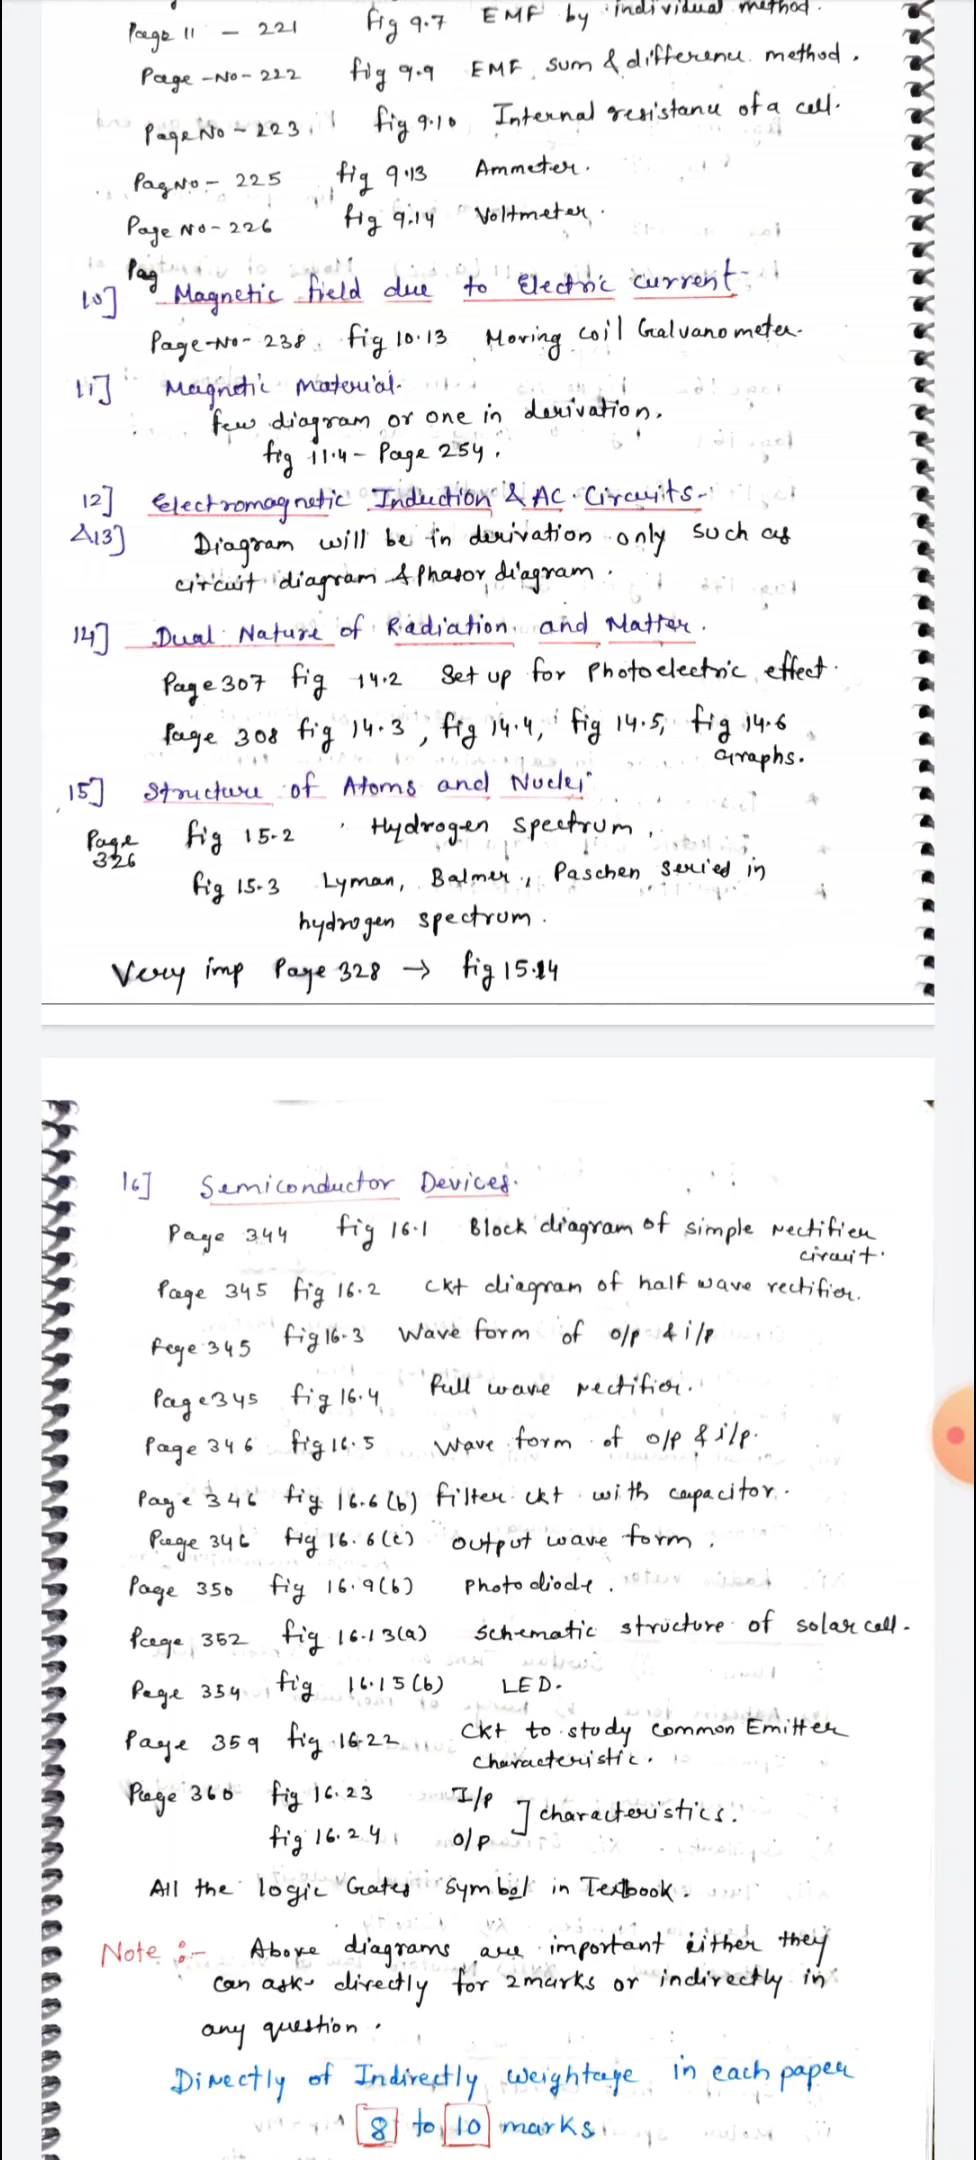 Page 11 - 221 fig 9.7 EMF by individual method.
Page -No- 222 fig 9.9 EMF sum & difference method.
Page No - 223 fig 9.10 Internal resistance of a cell.
Pag No - 225 fig 9.13 Ammeter.
Page No - 226 fig 9.14 Voltmeter.
Pag
10] Magnetic field due to Electric current-
Page-No- 238 fig 10.13 Moving coil Galvanometer.
11] Magnetic material.
few diagram or one in derivation.
fig 11.4 - Page 254.
12] Electromagnetic Induction & AC Circuits-
&13] Diagram will be in derivation only such as
circuit diagram & Phasor diagram.
14] Dual Nature of Radiation and Matter.
Page 307 fig 14.2 Set up for Photoelectric effect.
Page 308 fig 14.3, fig 14.4, fig 14.5, fig 14.6
Graphs.
15] Structure of Atoms and Nuclei
Page 326 fig 15.2 Hydrogen spectrum.
fig 15.3 Lyman, Balmer, Paschen series in
hydrogen spectrum.
Very imp Page 328 → fig 15.
16] Semiconductor Devices.
Page 344 fig 16.1 Block diagram of simple rectifier
circuit.
Page 345 fig 16.2 ckt diagram of half wave rectifier.
Page 345 fig 16.3 Wave form of o/p & i/p
Page 345 fig 16.4 full wave rectifier.
Page 346 fig 16.5 Wave form of o/p & i/p.
Page 346 fig 16.6 (b) filter ckt with capacitor.
Page 346 fig 16.6 (c) output wave form.
Page 350 fig 16.9(b) Photodiode.
Page 352 fig 16.13(a) schematic structure of solar cell.
Page 354 fig 16.15 (b) LED.
Page 359 fig 16.22 Ckt to study common Emitter
characteristic.
Page 360 fig 16.23 I/p
fig 16.24 o/p ] characteristics.
All the logic Gates symbol in Textbook.
Note :- Above diagrams are important either they
can ask directly for 2marks or indirectly in
any question.
Directly of Indirectly weightage in each paper
8 to 10 marks